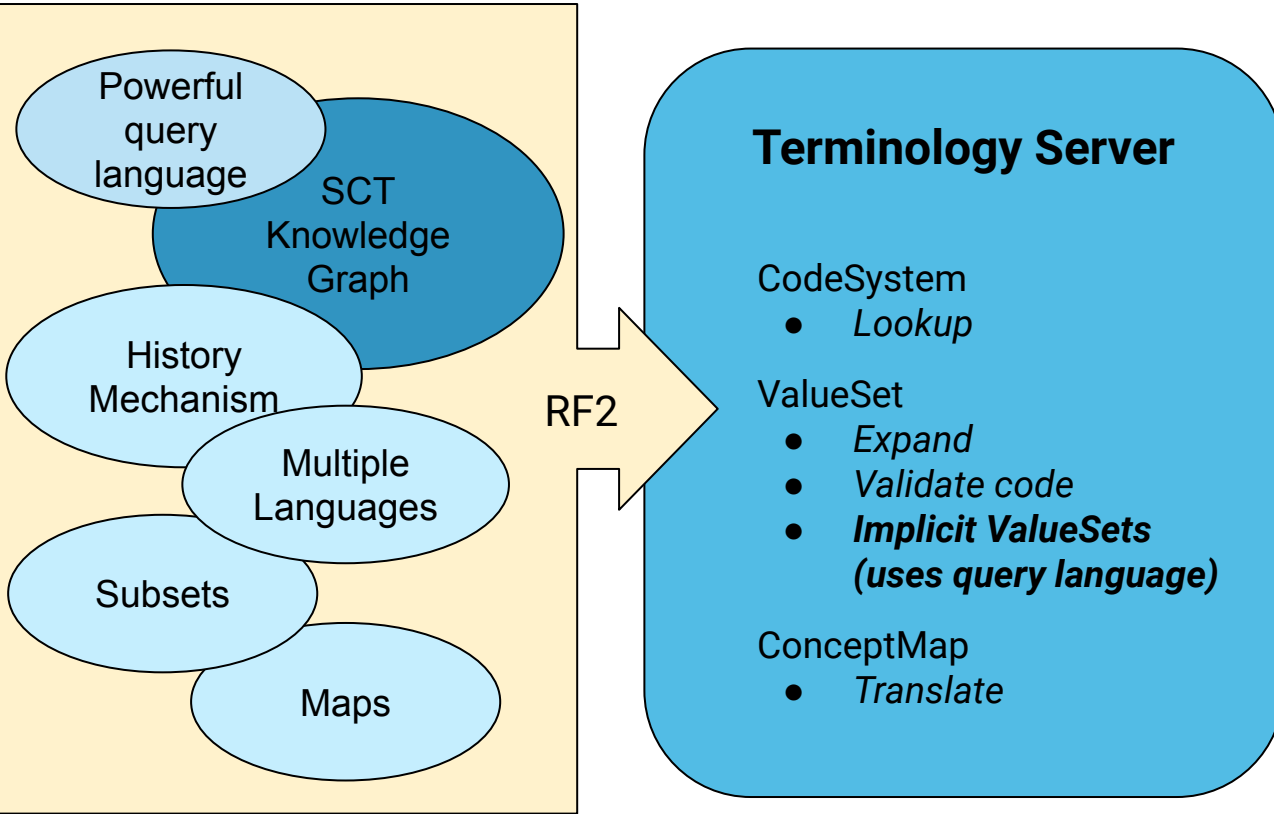 Powerful
query
language
SCT
Knowledge
Graph
History
Mechanism
Multiple
Languages
Subsets
Maps
RF2
Terminology Server
CodeSystem
● Lookup
ValueSet
● Expand
● Validate code
● Implicit ValueSets
(uses query language)
ConceptMap
● Translate